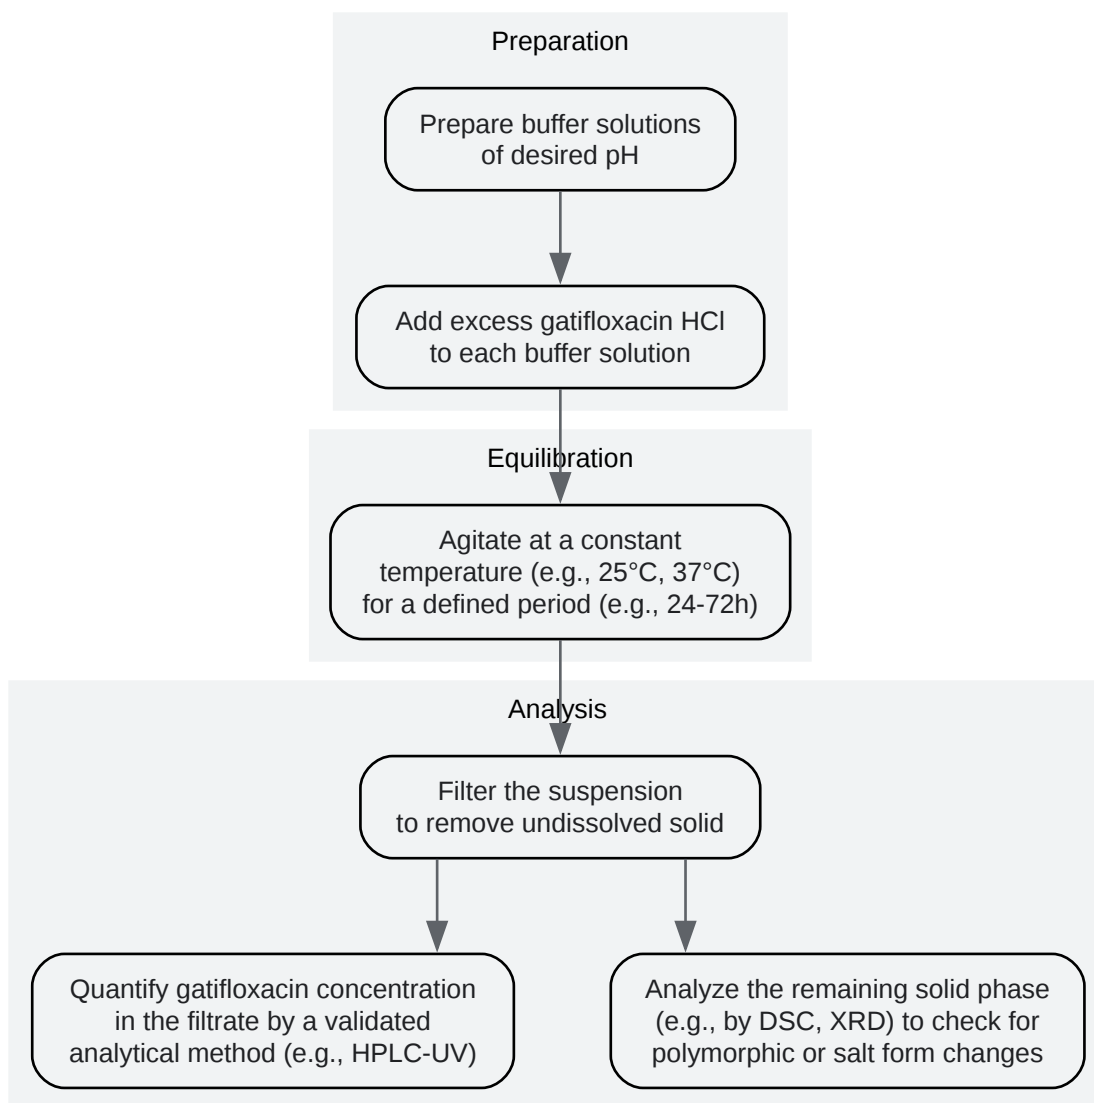 Preparation
Prepare buffer solutions
of desired pH
Add excess gatifloxacin HCl
to each buffer solution
Equilibration
Agitate at a constant
temperature (e.g., 25°C, 37°C)
for a defined period (e.g., 24-72h)
Analysis
Filter the suspension
to remove undissolved solid
Quantify gatifloxacin concentration
in the filtrate by a validated
analytical method (e.g., HPLC-UV)
Analyze the remaining solid phase
(e.g., by DSC, XRD) to check for
polymorphic or salt form changes